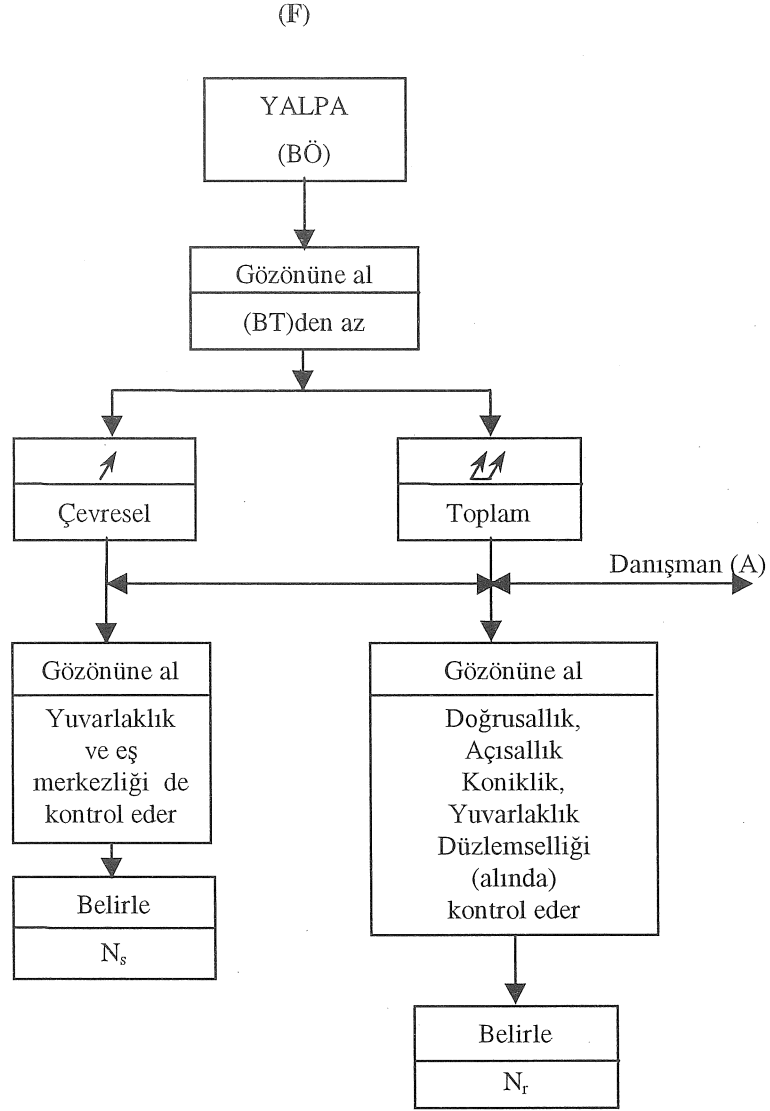 (F)
YALPA
(BÖ)
Gözönüne al
(BT)den az
Çevresel
Toplam
Danışman (A)
Gözönüne al
Yuvarlaklık
ve eş
merkezliği de
kontrol eder
Belirle
Ns
Gözönüne al
Doğrusallık,
Açısallık
Koniklik,
Yuvarlaklık
Düzlemselliği
(alında)
kontrol eder
Belirle
Nr